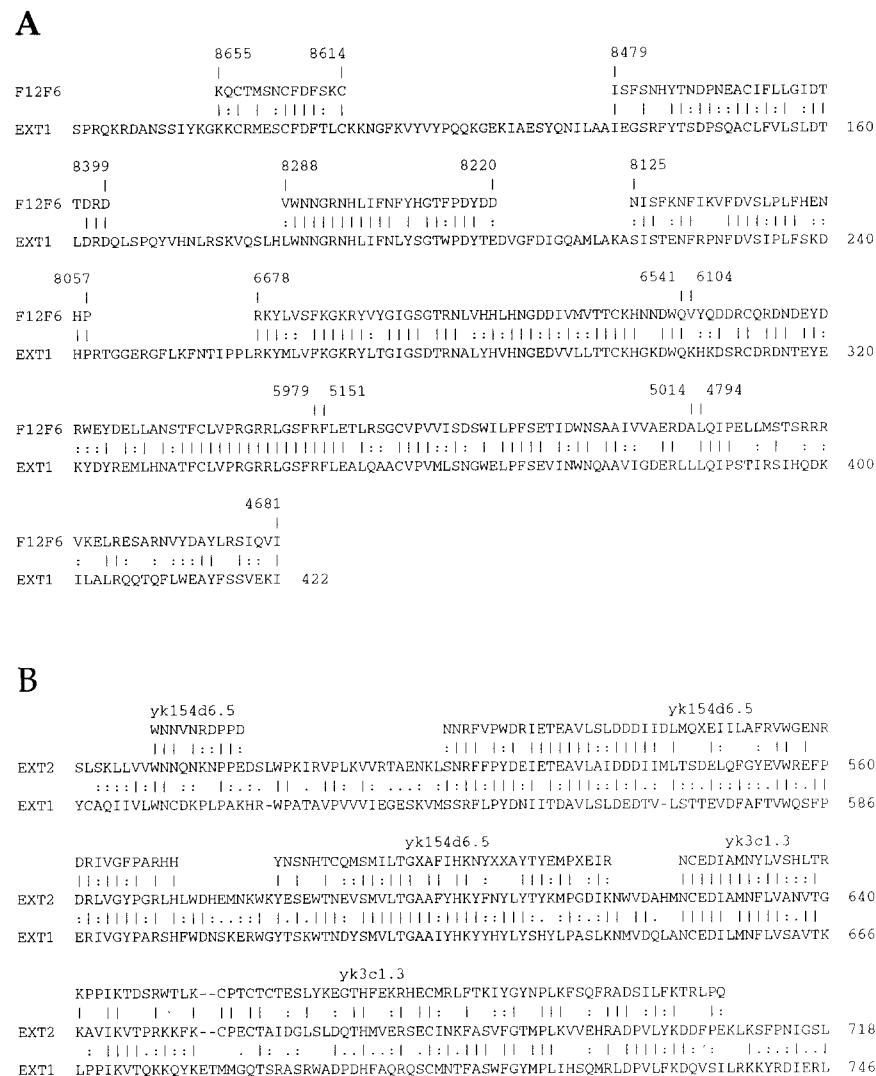 A
8655 8614 8479
F12F6 KQCTMSNCFDFSKC ISFSNHYTNDPNEACIFLLGIDT
EXT1 SPRQKRDANSSIYKGKKCRMESCFDFTLCKKNGFKVYVYPQQKGEKIAESYQNILAAIEGSRFYTSDPSQACLFVLSLDT 160
8399 8288 8220 8125
F12F6 TDRD VWNNGRNHLIFNFYHGTFPDYDD NISFKNFIKVFDVSLPLFHEN
EXT1 LDRDQLSPQYVHNLRSKVQSLHLWNNGRNHLIFNLYSGTWPDYTEDVGFDIGQAMLAKASISTENFRPNFDVSIPLFSKD 240
8057 6678 6541 6104
F12F6 HP RKYLVSFKGKRYVYGIGSGTRNLVHHLHNGDDIVMVTTCKHNNDWQVYQDDRCQRDNDEYD
EXT1 HPRTGGERGFLKFNTIPPLRKYMLVFKGKRYLTGIGSDTRNALYHVHNGEDVVLLTTCKHGKDWQKHKDSRCDRDNTEYE 320
5979 5151 5014 4794
F12F6 RWEYDELLANSTFCLVPRGRRLGSFRFLETLRSGCVPVVISDSWILPFSETIDWNSAAIVVAERDALQIPELLMSTSRRR
EXT1 KYDYREMLHNATFCLVPRGRRLGSFRFLEALQAACVPVMLSNGWELPFSEVINWNQAAVIGDERLLLQIPSTIRSIHQDK 400
4681
F12F6 VKELRESARNVYDAYLRSIQVI
EXT1 ILALRQQTQFLWEAYFSSVEKI 422
B
yk154d6.5 yk154d6.5
WNNVNRDPPD NNRFVPWDRIETEAVLSLDDDIIDLMQXEIILAFRVWGENR
EXT2 SLSKLLVVWNNQNKNPPEDSLWPKIRVPLKVVRTAENKLSNRFFPYDEIETEAVLAIDDDIIMLTSDELQFGYEVWREFP 560
EXT1 YCAQIIVLWNCDKPLPAKHR-WPATAVPVVVIEGESKVMSSRFLPYDNIITDAVLSLDEDTV-LSTTEVDFAFTVWQSFP 586
yk154d6.5 yk3c1.3
DRIVGFPARHH YNSNHTCQMSMILTGXAFIHKNYXXAYTYEMPXEIR NCEDIAMNYLVSHLTR
EXT2 DRLVGYPGRLHLWDHEMNKWKYESEWTNEVSMVLTGAAFYHKYFNYLYTYKMPGDIKNWVDAHMNCEDIAMNFLVANVTG 640
EXT1 ERIVGYPARSHFWDNSKERWGYTSKWTNDYSMVLTGAAIYHKYYHYLYSHYLPASLKNMVDQLANCEDILMNFLVSAVTK 666
yk3c1.3
KPPIKTDSRWTLK--CPTCTCTESLYKEGTHFEKRHECMRLFTKIYGYNPLKFSQFRADSILFKTRLPQ
EXT2 KAVIKVTPRKKFK--CPECTAIDGLSLDQTHMVERSECINKFASVFGTMPLKVVEHRADPVLYKDDFPEKLKSFPNIGSL 718
EXT1 LPPIKVTQKKQYKETMMGQTSRASRWADPDHFAQRQSCMNTFASWFGYMPLIHSQMRLDPVLFKDQVSILRKKYRDIERL 746